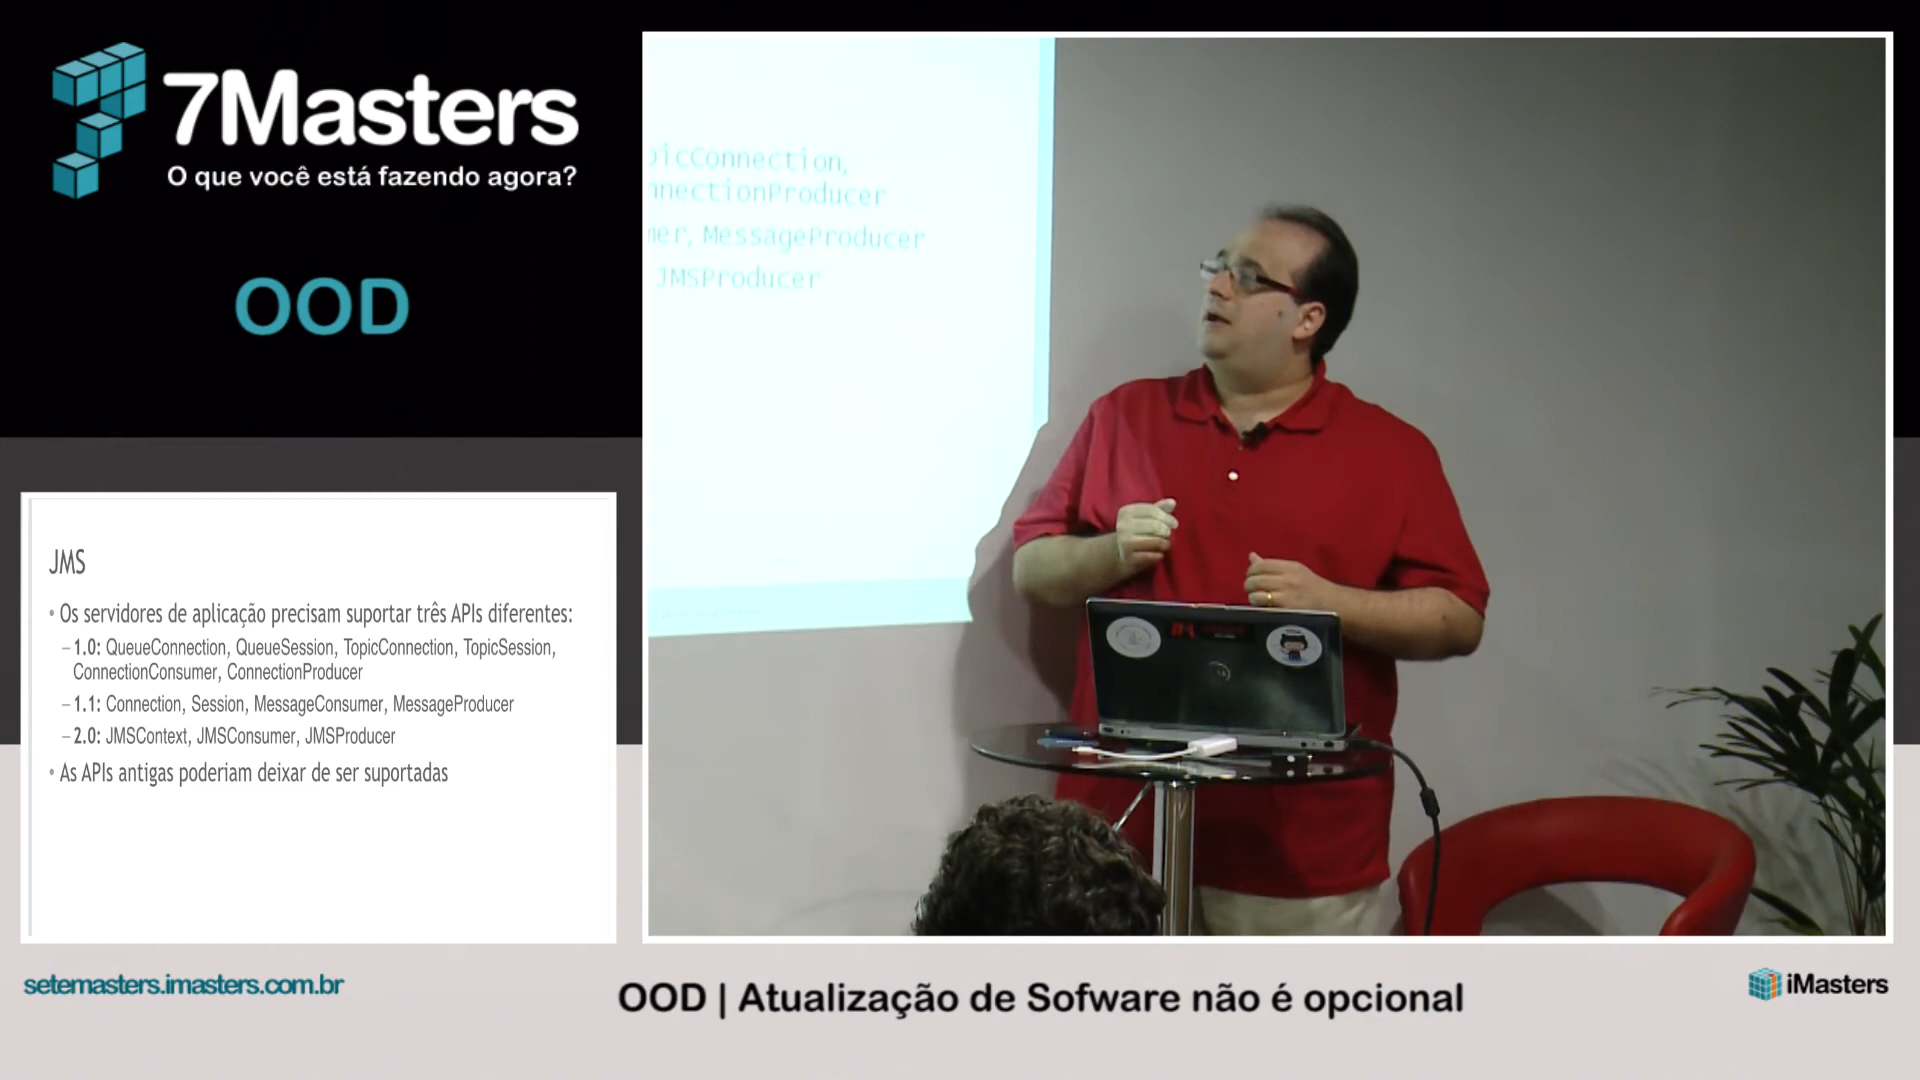 7Masters
O que você está fazendo agora?
OOD
JMS
• Os servidores de aplicação precisam suportar três APIs diferentes:
– 1.0: QueueConnection, QueueSession, TopicConnection, TopicSession,
ConnectionConsumer, ConnectionProducer
– 1.1: Connection, Session, MessageConsumer, MessageProducer
– 2.0: JMSContext, JMSConsumer, JMSProducer
• As APIs antigas poderiam deixar de ser suportadas
picConnection,
nnectionProducer
mer, MessageProducer
JMSProducer
setemasters.imasters.com.br
OOD | Atualização de Sofware não é opcional
iMasters